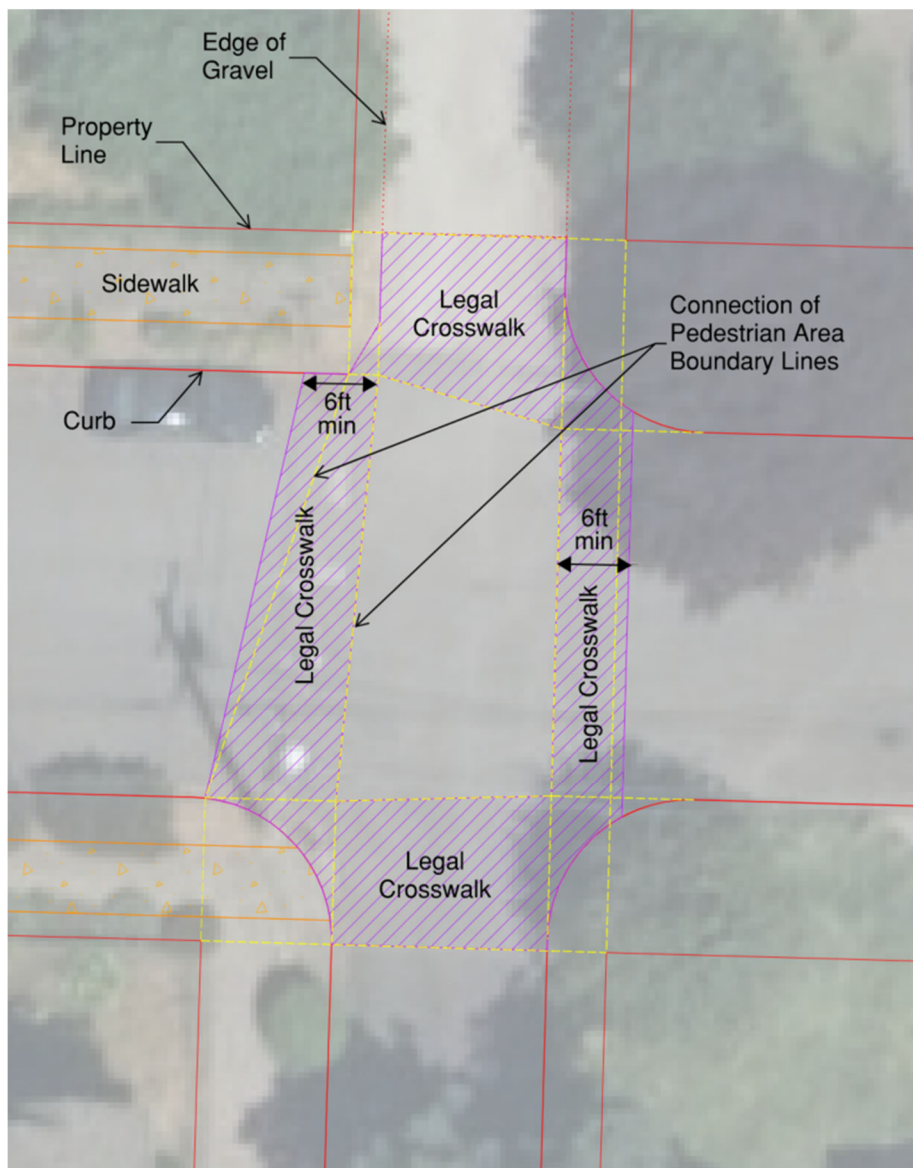 Edge of
Gravel
Property
Line
Sidewalk
Legal
Crosswalk
Connection of
Pedestrian Area
Boundary Lines
Curb
6ft
min
Legal Crosswalk
6ft
min
Legal Crosswalk
Legal
Crosswalk